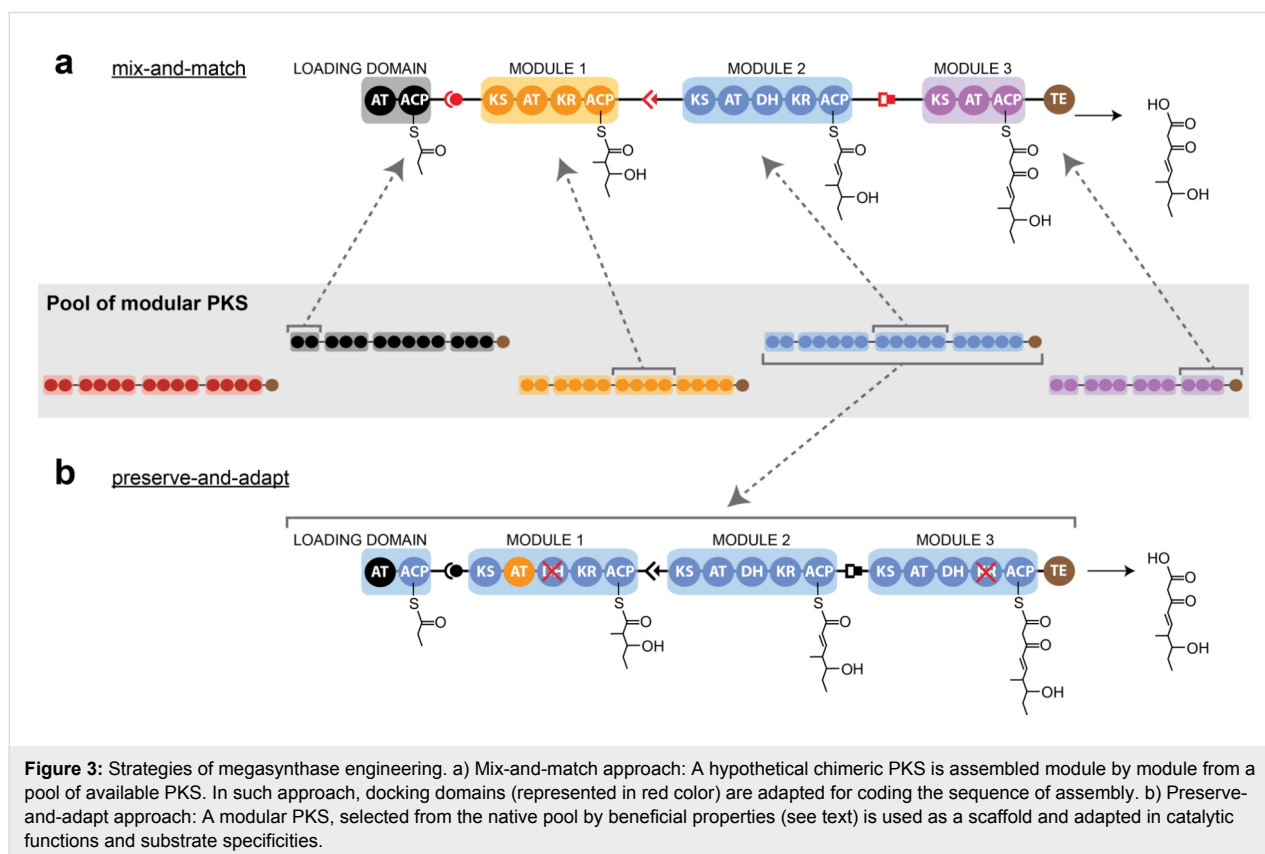 a mix-and-match
LOADING DOMAIN MODULE 1 MODULE 2 MODULE 3
AT ACP KS AT KR ACP KS AT DH KR ACP KS AT ACP TE
S S S S
O O O O
OH O
OH
OH
HO
O
O
OH
Pool of modular PKS
b preserve-and-adapt
LOADING DOMAIN MODULE 1 MODULE 2 MODULE 3
AT ACP KS AT KR ACP KS AT DH KR ACP KS AT DH ACP TE
S S S S
O O O O
OH O
OH
OH
HO
O
O
OH
Figure 3: Strategies of megasynthase engineering. a) Mix-and-match approach: A hypothetical chimeric PKS is assembled module by module from a
pool of available PKS. In such approach, docking domains (represented in red color) are adapted for coding the sequence of assembly. b) Preserve-
and-adapt approach: A modular PKS, selected from the native pool by beneficial properties (see text) is used as a scaffold and adapted in catalytic
functions and substrate specificities.